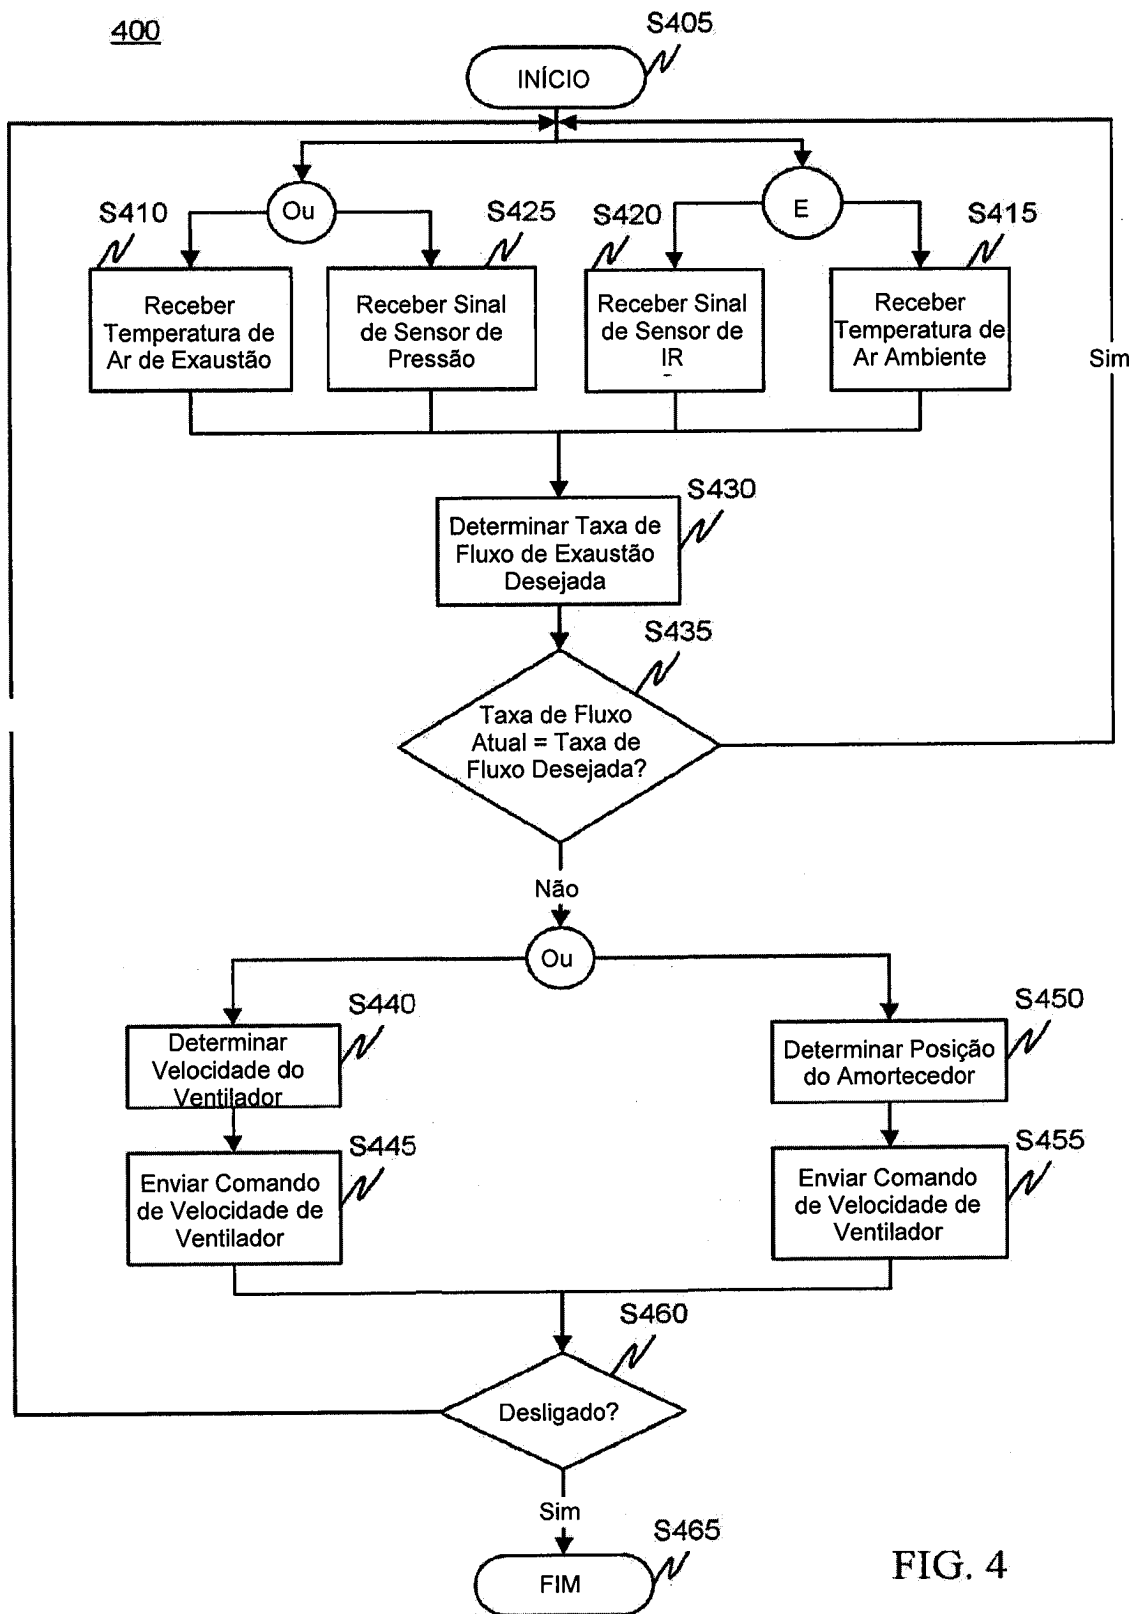 400
S405
INÍCIO
Ou
E
S410
S425
S420
S415
Receber
Temperatura de
Ar de Exaustão
Receber Sinal
de Sensor de
Pressão
Receber Sinal
de Sensor de
IR
Receber
Temperatura de
Ar Ambiente
Sim
S430
Determinar Taxa de
Fluxo de Exaustão
Desejada
S435
Taxa de Fluxo
Atual = Taxa de
Fluxo Desejada?
Não
Ou
S440
Determinar
Velocidade do
Ventilador
S450
Determinar Posição
do Amortecedor
S445
Enviar Comando
de Velocidade de
Ventilador
S455
Enviar Comando
de Velocidade de
Ventilador
S460
Desligado?
Sim
S465
FIM
FIG. 4